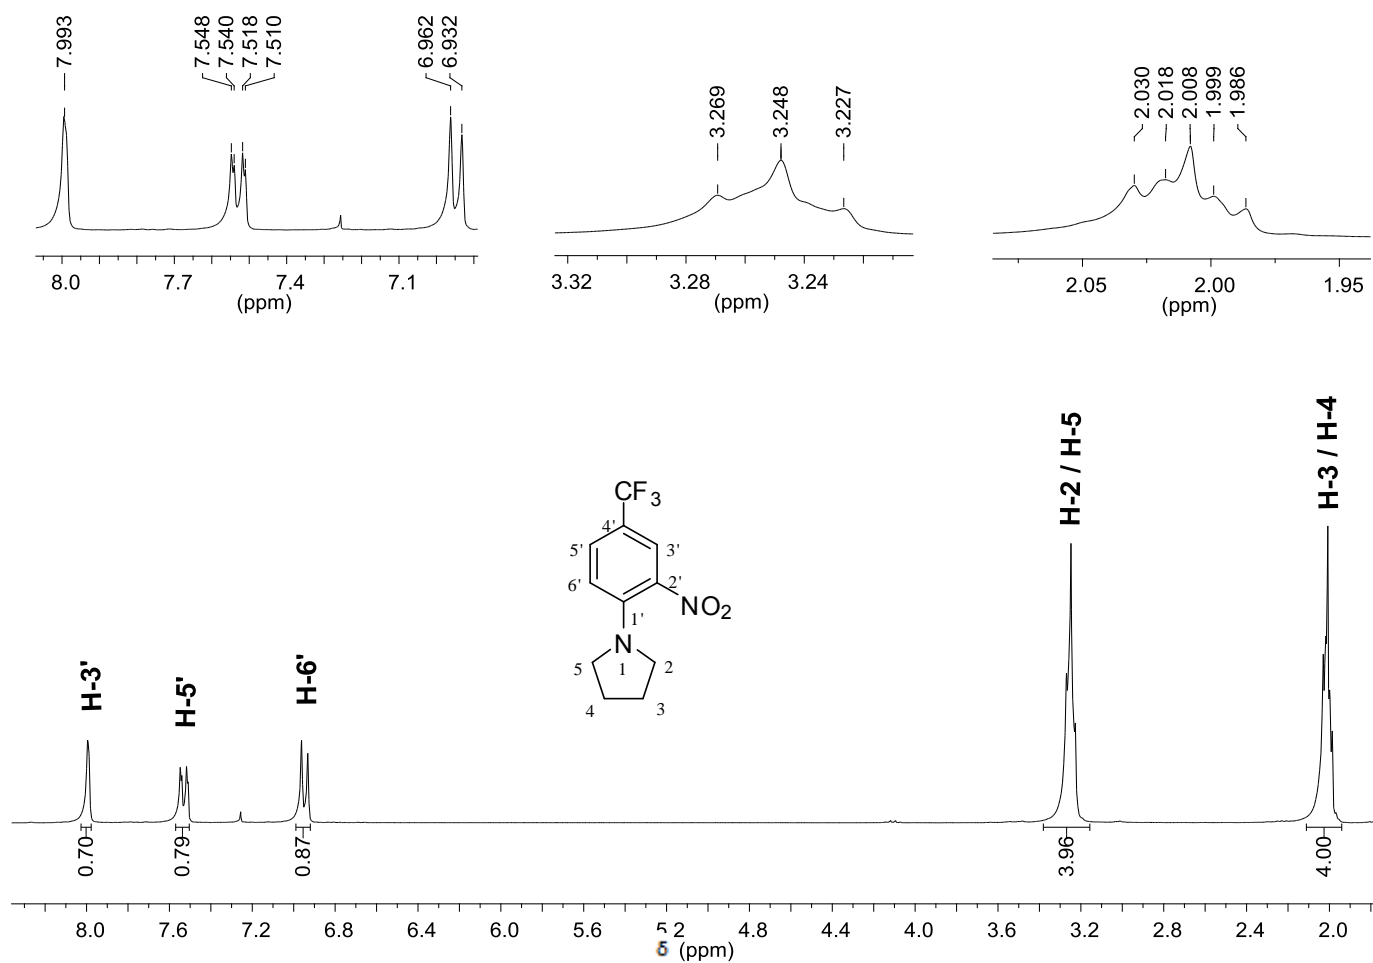 7.993
7.548
7.540
7.518
7.510
6.962
6.932
8.0 7.7 7.4 7.1
(ppm)
3.269
3.248
3.227
3.32 3.28 3.24
(ppm)
2.030
2.018
2.008
1.999
1.986
2.05 2.00 1.95
(ppm)
H-3'
H-5'
H-6'
H-2 / H-5
H-3 / H-4
CF3
4'
5'
3'
6'
2'
NO2
1'
N
5
1
2
4
3
0.70
0.79
0.87
3.96
4.00
8.0 7.6 7.2 6.8 6.4 6.0 5.6 5 2 4.8 4.4 4.0 3.6 3.2 2.8 2.4 2.0
δ (ppm)